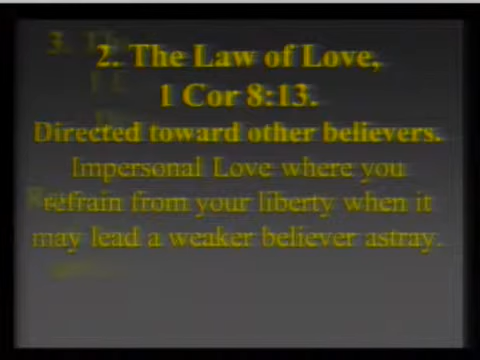 2. The Law of Love,
1 Cor 8:13.
Directed toward other believers.
Impersonal Love where you
refrain from your liberty when it
may lead a weaker believer astray.